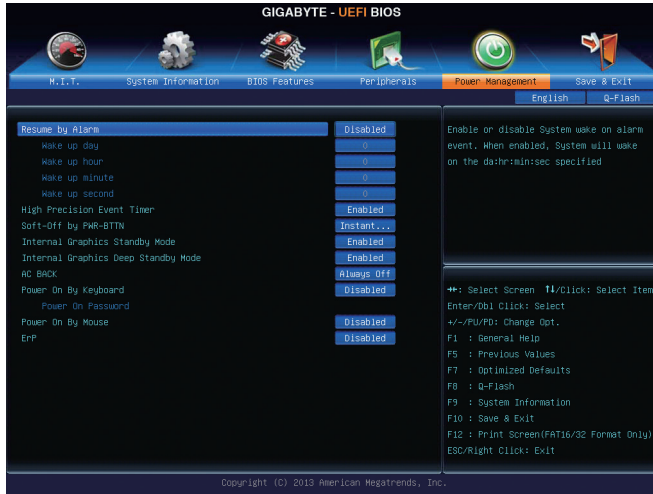 GIGABYTE - UEFI BIOS
M.I.T. System Information BIOS Features Peripherals Power Management Save & Exit
English Q-Flash
Resume by Alarm Disabled
Wake up day 0
Wake up hour 0
Wake up minute 0
Wake up second 0
High Precision Event Timer Enabled
Soft-Off by PWR-BTTN Instant...
Internal Graphics Standby Mode Enabled
Internal Graphics Deep Standby Mode Enabled
AC BACK Always Off
Power On By Keyboard Disabled
Power On Password
Power On By Mouse Disabled
ErP Disabled
Enable or disable System wake on alarm
event. When enabled, System will wake
on the da:hr:min:sec specified
→←: Select Screen ↑↓/Click: Select Item
Enter/Dbl Click: Select
+/-/PU/PD: Change Opt.
F1 : General Help
F5 : Previous Values
F7 : Optimized Defaults
F8 : Q-Flash
F9 : System Information
F10 : Save & Exit
F12 : Print Screen(FAT16/32 Format Only)
ESC/Right Click: Exit
Copyright (C) 2013 American Megatrends, Inc.